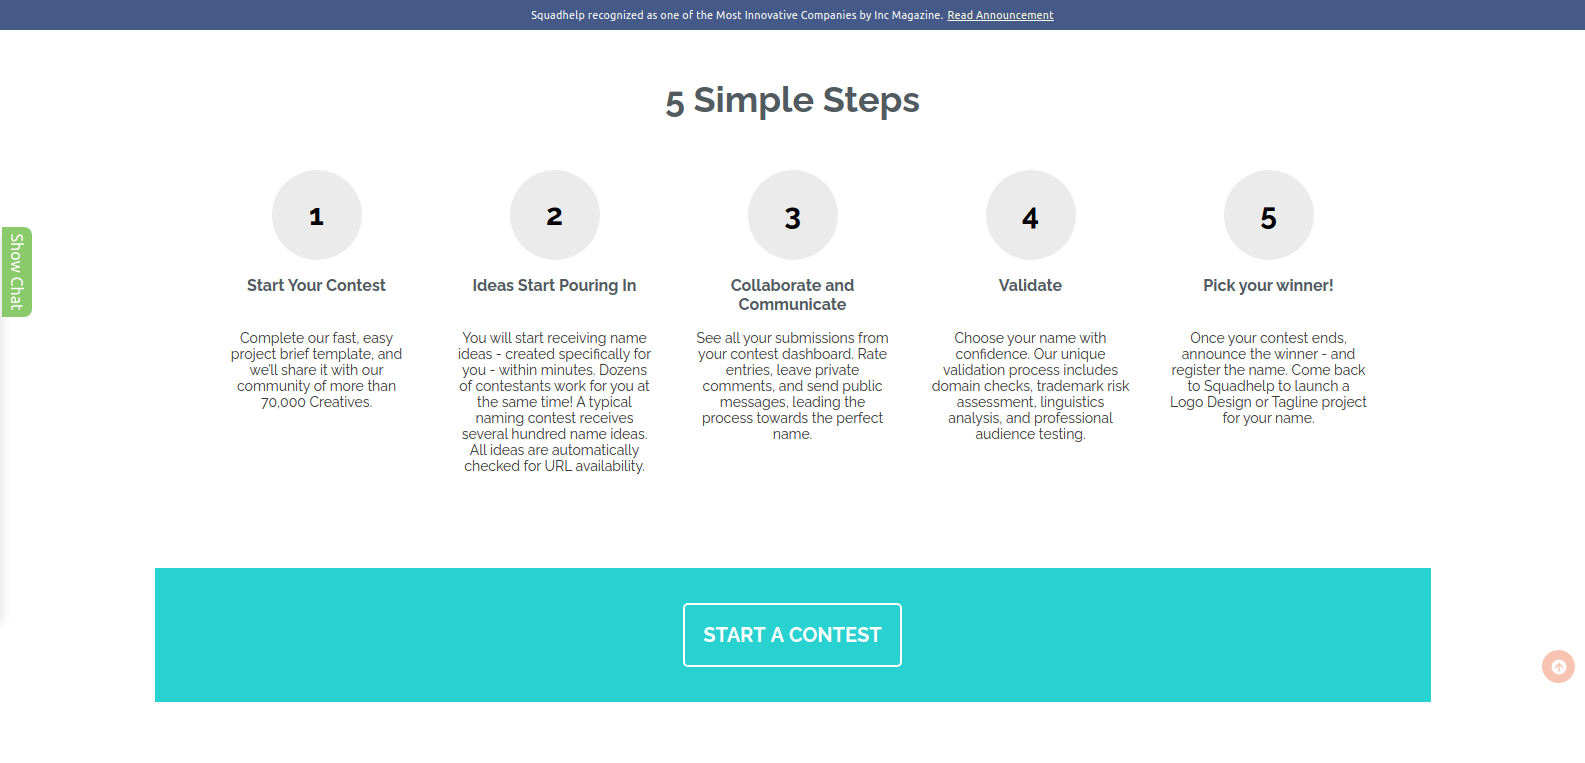 Squadhelp recognized as one of the Most Innovative Companies by Inc Magazine. Read Announcement
5 Simple Steps
Show Chat
1
Start Your Contest
Complete our fast, easy
project brief template, and
we'll share it with our
community of more than
70,000 Creatives.
2
Ideas Start Pouring In
You will start receiving name
ideas - created specifically for
you - within minutes. Dozens
of contestants work for you at
the same time! A typical
naming contest receives
several hundred name ideas.
All ideas are automatically
checked for URL availability.
3
Collaborate and
Communicate
See all your submissions from
your contest dashboard. Rate
entries, leave private
comments, and send public
messages, leading the
process towards the perfect
name.
4
Validate
Choose your name with
confidence. Our unique
validation process includes
domain checks, trademark risk
assessment, linguistics
analysis, and professional
audience testing.
5
Pick your winner!
Once your contest ends,
announce the winner - and
register the name. Come back
to Squadhelp to launch a
Logo Design or Tagline project
for your name.
START A CONTEST